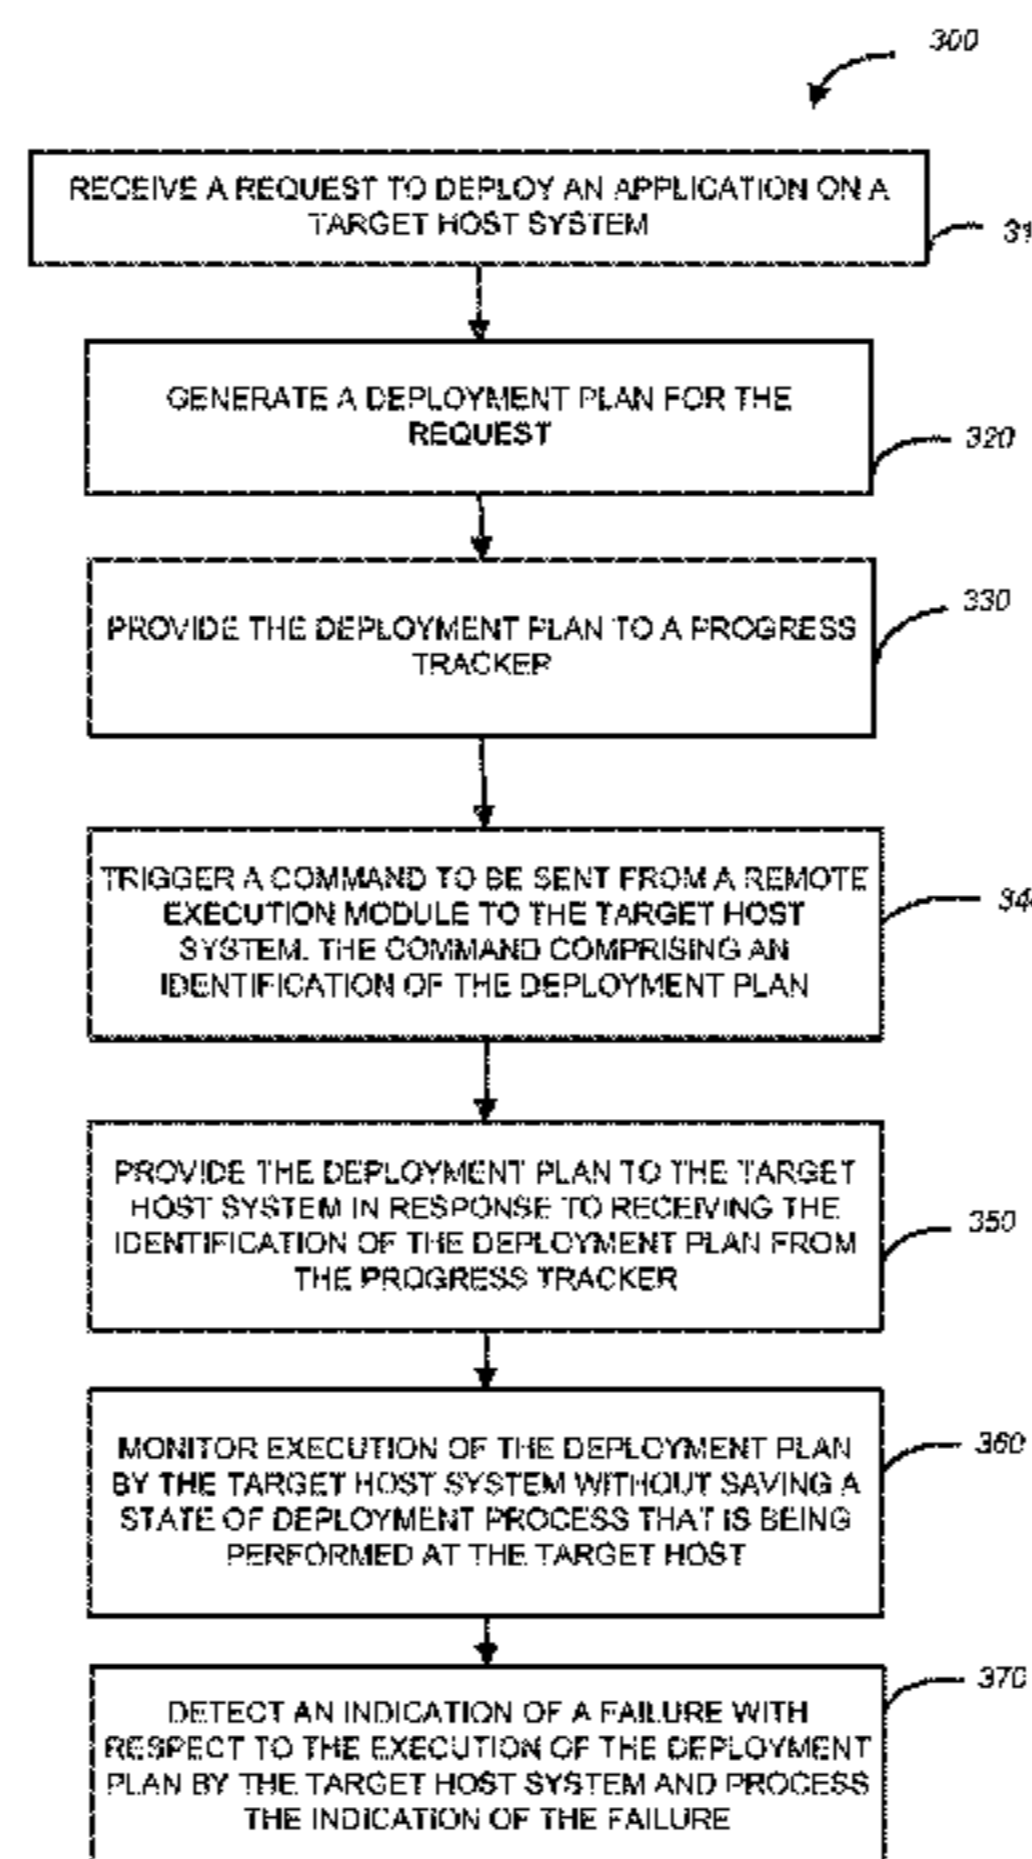 300
RECEIVE A REQUEST TO DEPLOY AN APPLICATION ON A
TARGET HOST SYSTEM
31
GENERATE A DEPLOYMENT PLAN FOR THE
REQUEST
320
PROVIDE THE DEPLOYMENT PLAN TO A PROGRESS
TRACKER
330
TRIGGER A COMMAND TO BE SENT FROM A REMOTE
EXECUTION MODULE TO THE TARGET HOST
SYSTEM. THE COMMAND COMPRISING AN
IDENTIFICATION OF THE DEPLOYMENT PLAN
34
PROVIDE THE DEPLOYMENT PLAN TO THE TARGET
HOST SYSTEM IN RESPONSE TO RECEIVING THE
IDENTIFICATION OF THE DEPLOYMENT PLAN FROM
THE PROGRESS TRACKER
350
MONITOR EXECUTION OF THE DEPLOYMENT PLAN
BY THE TARGET HOST SYSTEM WITHOUT SAVING A
STATE OF DEPLOYMENT PROCESS THAT IS BEING
PERFORMED AT THE TARGET HOST
360
DETECT AN INDICATION OF A FAILURE WITH
RESPECT TO THE EXECUTION OF THE DEPLOYMENT
PLAN BY THE TARGET HOST SYSTEM AND PROCESS
THE INDICATION OF THE FAILURE
370